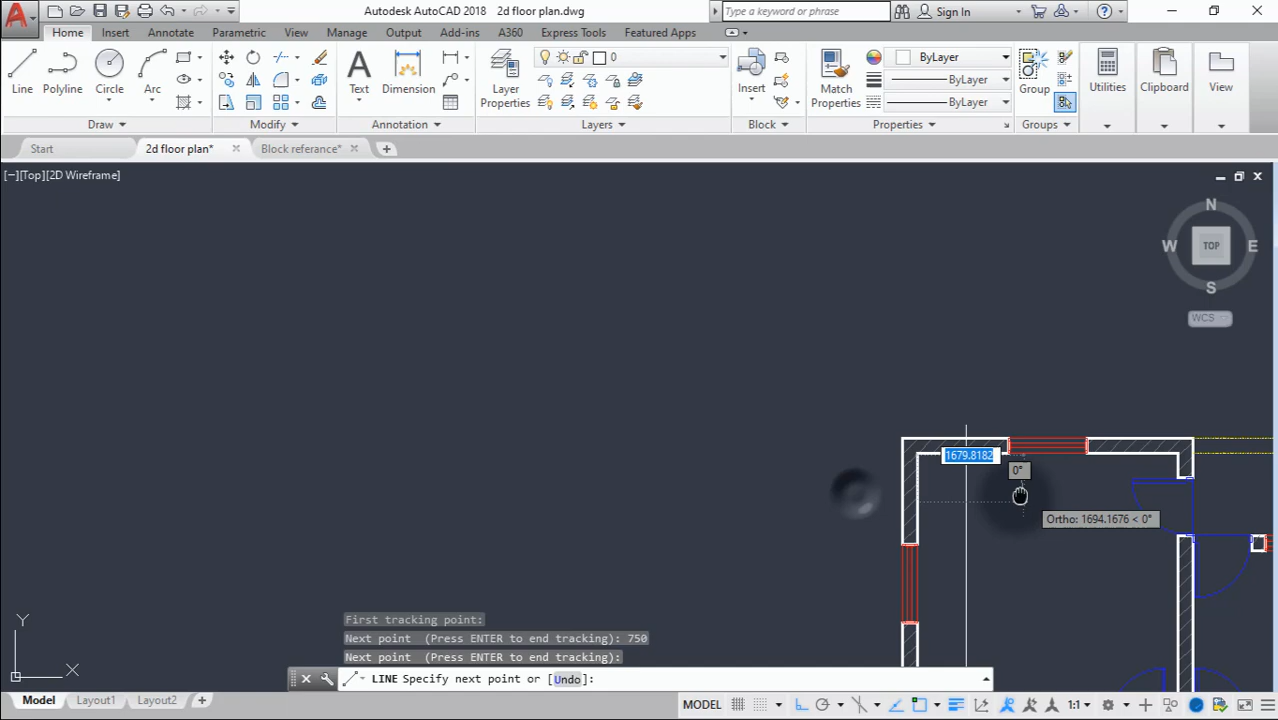 Autodesk AutoCAD 2018   2d floor plan.dwg
Type a keyword or phrase
Sign In
Home
Insert
Annotate
Parametric
View
Manage
Output
Add-ins
A360
Express Tools
Featured Apps
Line
Polyline
Circle
Arc
Text
Dimension
Layer
Properties
0
Insert
Match
Properties
ByLayer
ByLayer
ByLayer
Group
Utilities
Clipboard
View
Draw
Modify
Annotation
Layers
Block
Properties
Groups
Start
2d floor plan*
Block referance*
[−][Top][2D Wireframe]
N
W
TOP
E
S
WCS
1679.8182
0°
Ortho: 1694.1676 < 0°
Y
X
First tracking point:
Next point  (Press ENTER to end tracking): 750
Next point  (Press ENTER to end tracking):
LINE Specify next point or [Undo]:
Model
Layout1
Layout2
MODEL
1:1